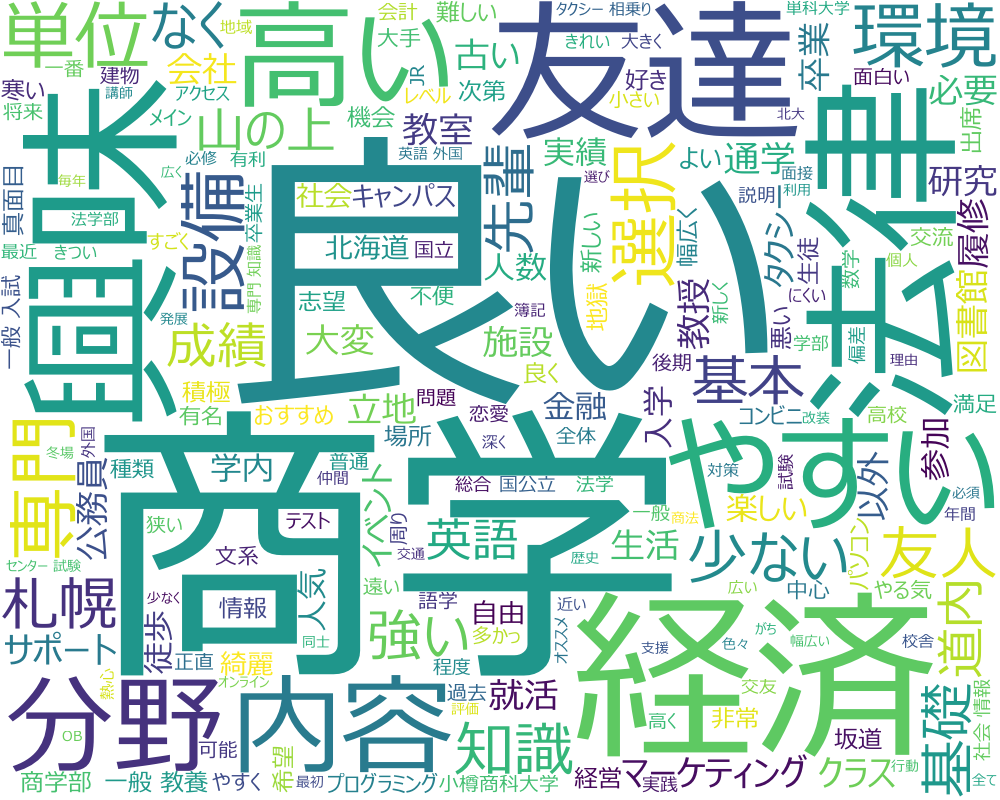 単位
なく
地域
高い
会計
大手
難しい
タクシー 相乗り
きれい
大きく
友達
単科大学
卒業
環境
一番
建物
講師
会社
アクセス
JR
レベル
古い
次第
好き
小さい
北大
面白い
必要
寒い
将来
メイン
山の上
機会
教室
英語 外国
実績
よい
通学
出席
興味
毎年
広く
必修
有利
真面目
法学部
設備
卒業生
社会
キャンパス
先輩
選び
選択
説明
面接
利用
法律
研究
履修
最近
きつい
すごく
北海道
国立
人数
新しい
幅広く
タクシー
生徒
数学
交流
個人
一般 入試
専門 知識
志望
不便
簿記
地獄
新しく
教授
にくい
悪い
図書館
発展
成績
大変
良い
施設
学部
偏差
理由
積極
良く
後期
基本
有名
おすすめ
立地
問題
恋愛
金融
入学
コンビニ
改装
高校
満足
冬場
外国
専門
種類
公務員
学内
場所
普通
深く
全体
仲間
商学
総合
国公立
法学
一般
商法
やすい
対策
試験
以外
参加
必須
年間
楽しい
狭い
テスト
イベント
周り
英語
生活
少ない
パソコン
友人
センター 試験
文系
交通
歴史
遠い
広い
中心
やる気
札幌
少なく
情報
人気
語学
自由
近い
道内
サポート
徒歩
同士
強い
多かっ
オススメ
経済
支援
色々
がち
幅広い
校舎
正直
綺麗
オンライン
程度
熱心
分野
内容
過去
評価
就活
交友
高く
非常
坂道
基礎
社会 情報
OB
可能
希望
知識
商学部
一般 教養
やすく
最初
プログラミング
小樽商科大学
経営
マーケティング
実践
クラス
行動
全て